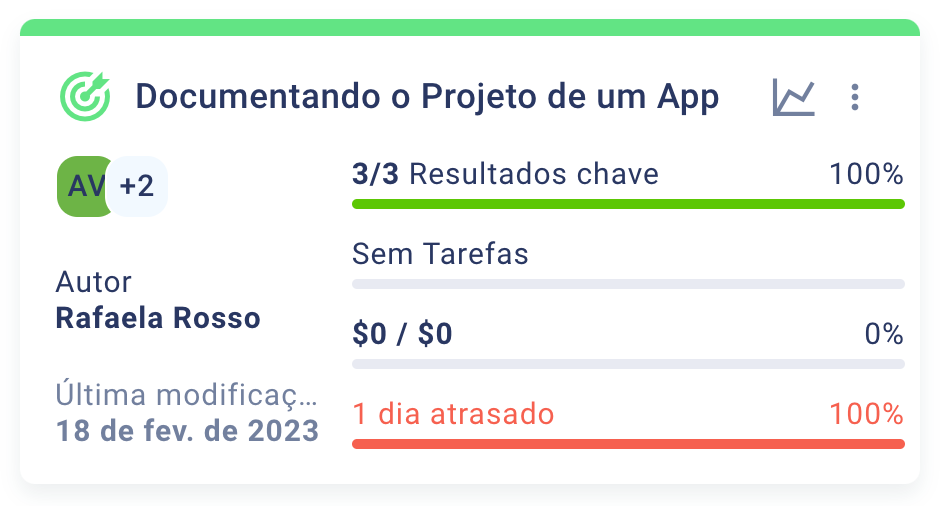 Documentando o Projeto de um App
AV +2
3/3 Resultados chave 100%
Sem Tarefas
Autor
Rafaela Rosso
$0 / $0 0%
Última modificaç...
18 de fev. de 2023
1 dia atrasado 100%